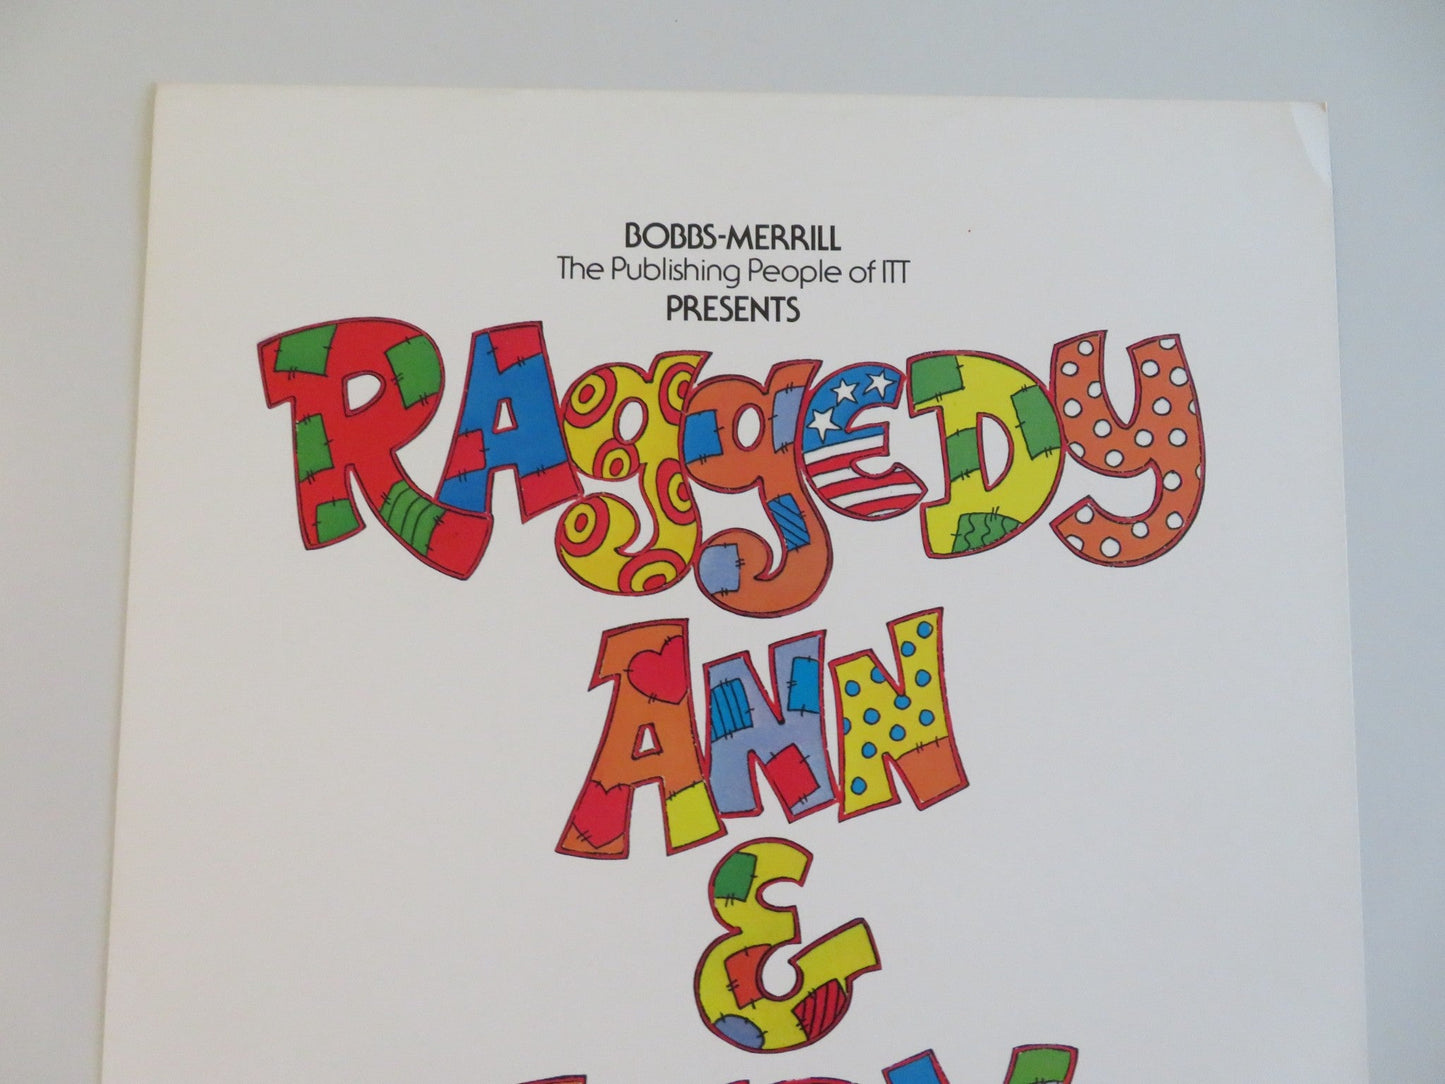 BOBBS-MERRILL
The Publishing People of ITT
PRESENTS
RAggeDy
ANN
&